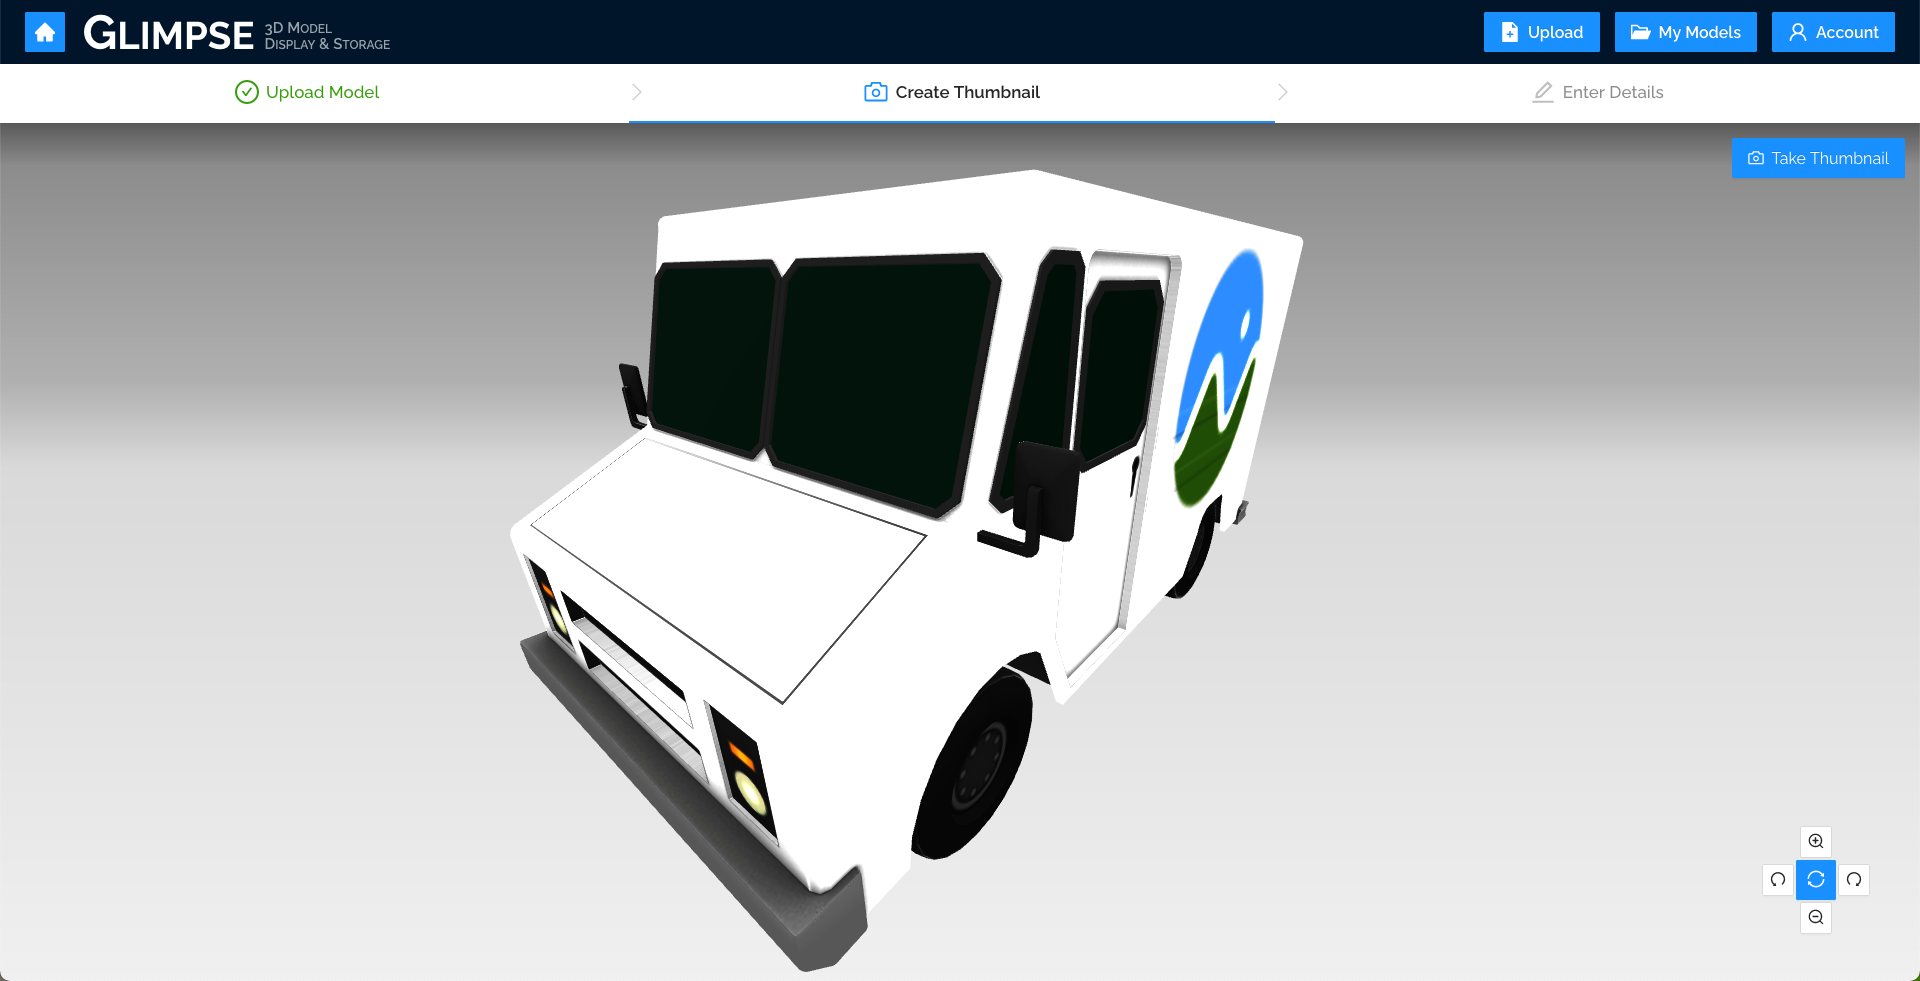 GLIMPSE
3D MODEL
DISPLAY & STORAGE
Upload
My Models
Account
Upload Model
Create Thumbnail
Enter Details
Take Thumbnail